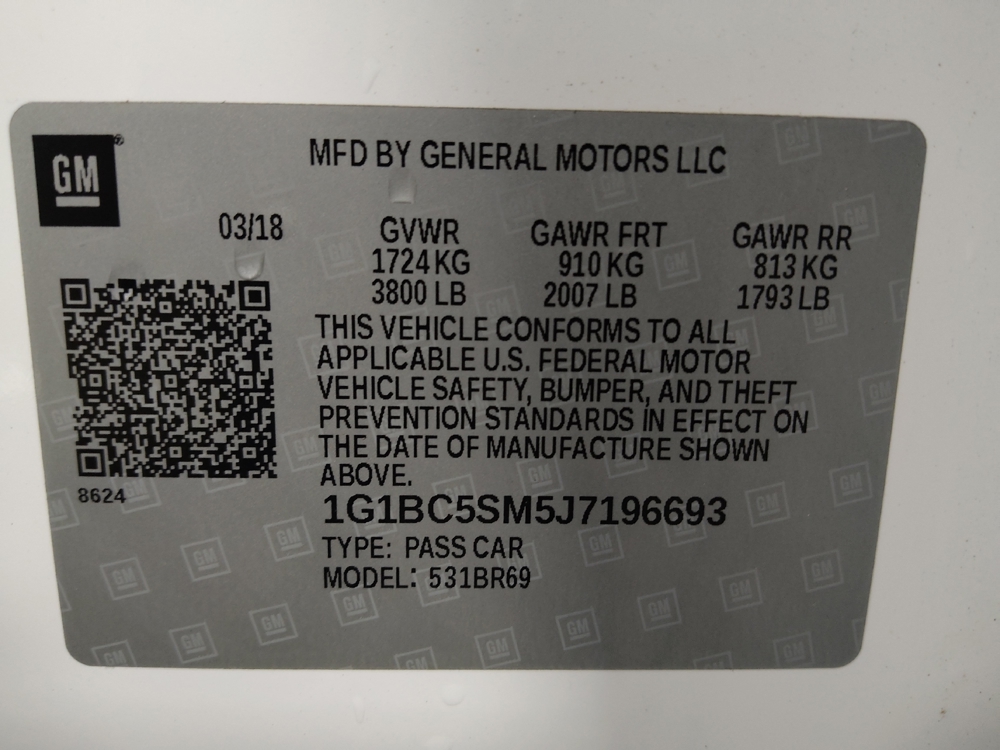 GM
MFD BY GENERAL MOTORS LLC
03/18 GVWR GAWR FRT GAWR RR
1724 KG 910 KG 813 KG
3800 LB 2007 LB 1793 LB
THIS VEHICLE CONFORMS TO ALL
APPLICABLE U.S. FEDERAL MOTOR
VEHICLE SAFETY, BUMPER, AND THEFT
PREVENTION STANDARDS IN EFFECT ON
THE DATE OF MANUFACTURE SHOWN
ABOVE.
8624
1G1BC5SM5J7196693
TYPE: PASS CAR
MODEL: 531BR69